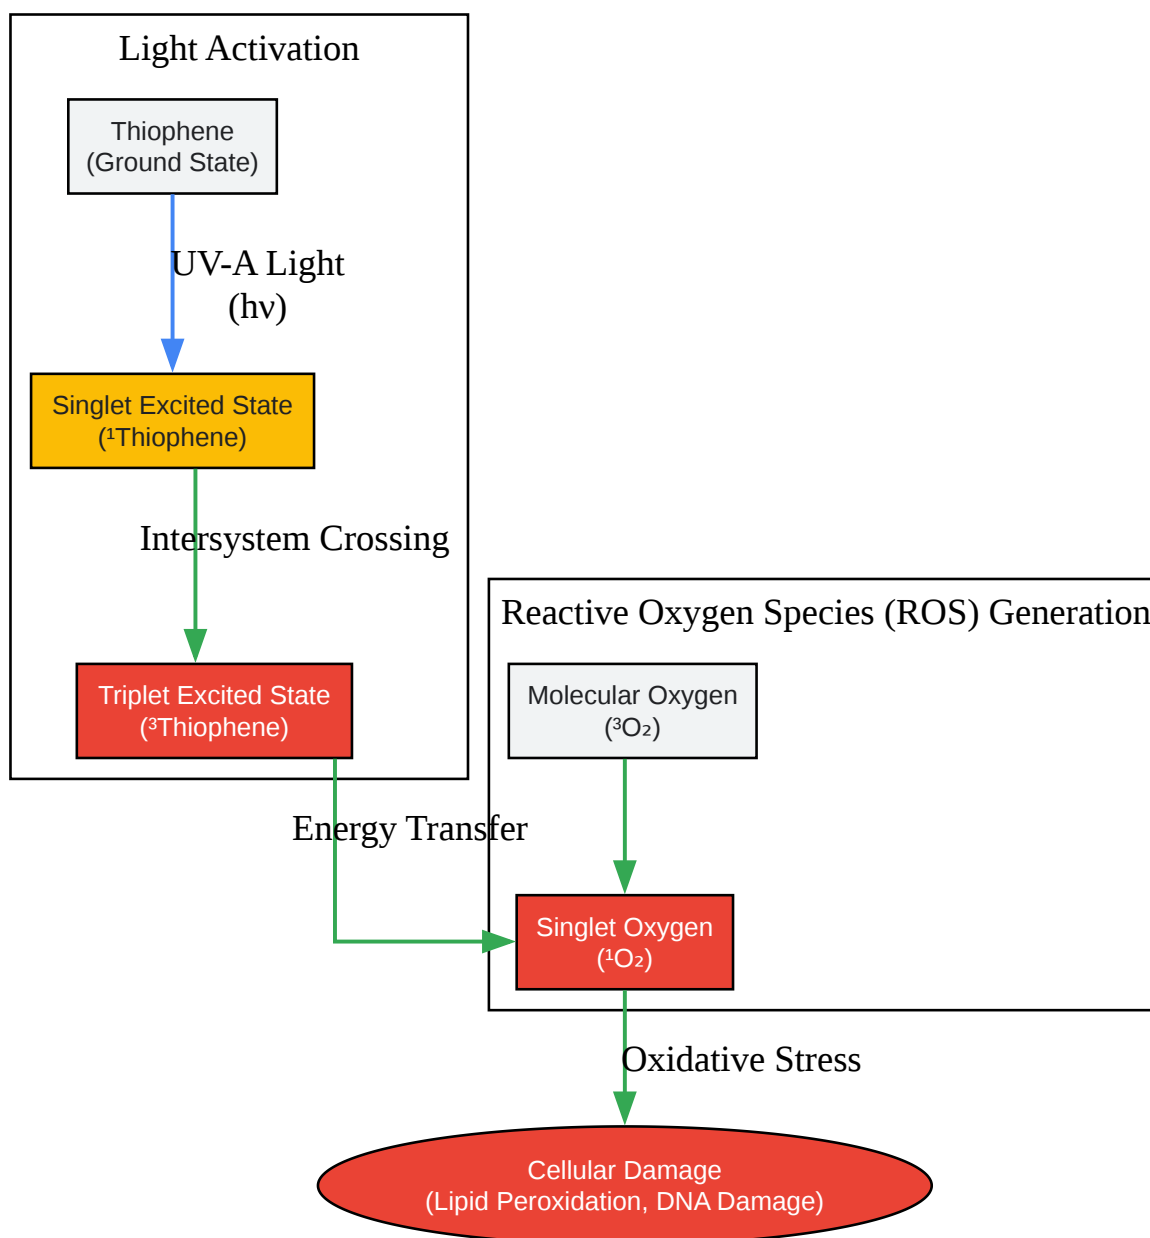 Light Activation
Thiophene
(Ground State)
UV-A Light
(hν)
Singlet Excited State
(¹Thiophene)
Intersystem Crossing
Triplet Excited State
(³Thiophene)
Reactive Oxygen Species (ROS) Generation
Molecular Oxygen
(³O₂)
Energy Transfer
Singlet Oxygen
(¹O₂)
Oxidative Stress
Cellular Damage
(Lipid Peroxidation, DNA Damage)